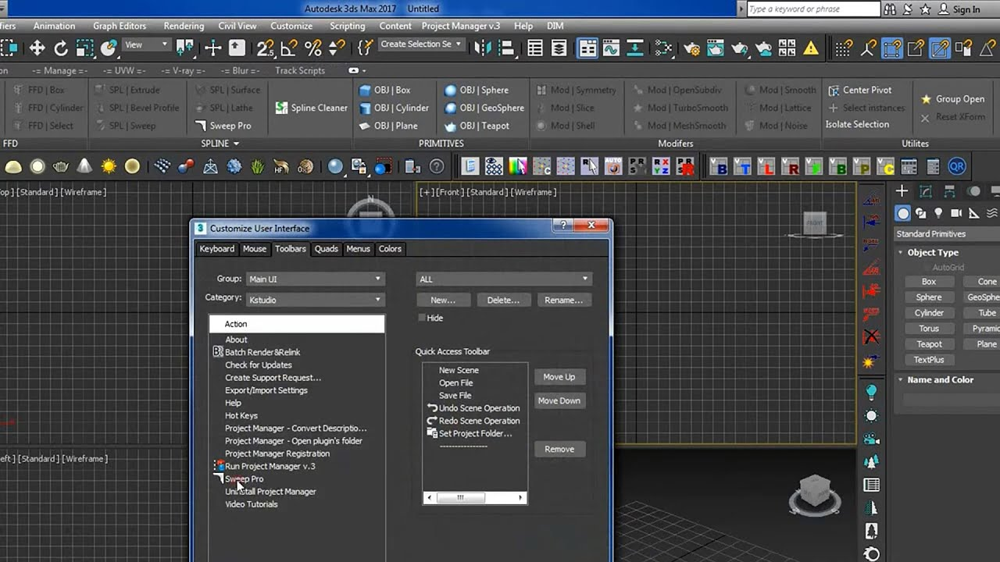 Autodesk 3ds Max 2017 Untitled
Type a keyword or phrase
Sign In
fiers Animation Graph Editors Rendering Civil View Customize Scripting Content Project Manager v.3 Help DIM
View
Create Selection Se
-= Manage =- -= UVW =- -= V-ray =- -= Blur =- Track Scripts
FFD | Box SPL | Extrude SPL | Surface OBJ | Box OBJ | Sphere Mod | Symmetry Mod | OpenSubdiv Mod | Smooth Center Pivot
Group Open
FFD | Cylinder SPL | Bevel Profile SPL | Lathe Spline Cleaner OBJ | Cylinder OBJ | GeoSphere Mod | Slice Mod | TurboSmooth Mod | Lattice Select instances
Reset XForm
FFD | Select SPL | Sweep Sweep Pro OBJ | Plane OBJ | Teapot Mod | Shell Mod | MeshSmooth Mod | Noise Isolate Selection
FFD SPLINE PRIMITIVES Modifers Utilites
op ] [Standard ] [Wireframe ]
[+] [Front ] [Standard ] [Wireframe ]
N
FRONT
Customize User Interface
Keyboard Mouse Toolbars Quads Menus Colors
Group: Main UI
ALL
Category: Kstudio
New... Delete... Rename...
Hide
Action
About
Batch Render&Relink
Check for Updates
Create Support Request...
Export/Import Settings
Help
Hot Keys
Project Manager - Convert Descriptio...
Project Manager - Open plugin's folder
Project Manager Registration
Run Project Manager v.3
Sweep Pro
Uninstall Project Manager
Video Tutorials
Quick Access Toolbar
New Scene
Open File
Save File
Undo Scene Operation
Redo Scene Operation
Set Project Folder...
---------------
Move Up
Move Down
Remove
eft ] [Standard ] [Wireframe ]
Standard Primitives
Object Type
AutoGrid
Box Cone
Sphere GeoSphe
Cylinder Tube
Torus Pyrami
Teapot Plane
TextPlus
Name and Color